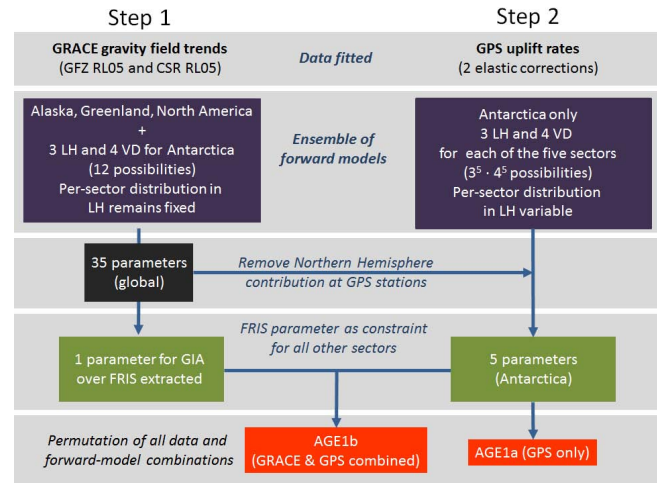 Step 1
Step 2
GRACE gravity field trends
(GFZ RL05 and CSR RL05)
Data fitted
GPS uplift rates
(2 elastic corrections)
Alaska, Greenland, North America
+
3 LH and 4 VD for Antarctica
(12 possibilities)
Per-sector distribution in
LH remains fixed
Ensemble of
forward models
Antarctica only
3 LH and 4 VD
for each of the five sectors
(3⁵ · 4⁵ possibilities)
Per-sector distribution
in LH variable
35 parameters
(global)
Remove Northern Hemisphere
contribution at GPS stations
FRIS parameter as constraint
for all other sectors
1 parameter for GIA
over FRIS extracted
5 parameters
(Antarctica)
Permutation of all data and
forward-model combinations
AGE1b
(GRACE & GPS combined)
AGE1a (GPS only)